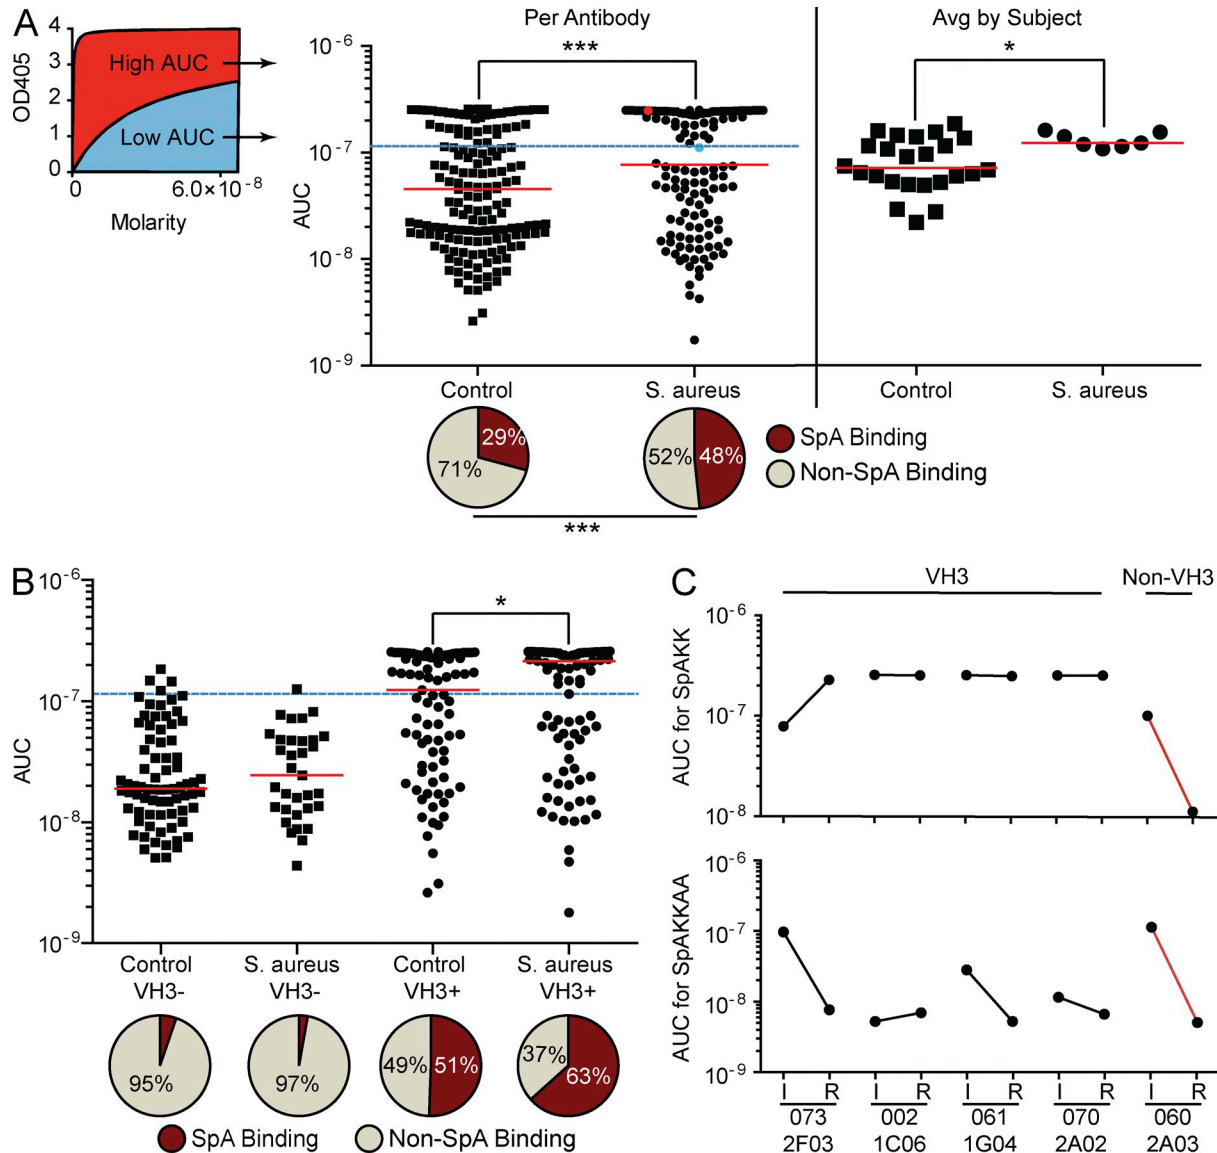 A
OD405
4
3
2
1
0
High AUC
Low AUC
0
6.0×10⁻⁸
Molarity
Per Antibody
Avg by Subject
AUC
10⁻⁶
10⁻⁷
10⁻⁸
10⁻⁹
***
*
Control
S. aureus
Control
S. aureus
29%
71%
52%
48%
SpA Binding
Non-SpA Binding
***
B
AUC
10⁻⁶
10⁻⁷
10⁻⁸
10⁻⁹
*
Control
VH3-
S. aureus
VH3-
Control
VH3+
S. aureus
VH3+
95%
97%
49%
51%
37%
63%
SpA Binding
Non-SpA Binding
C
VH3
Non-VH3
AUC for SpAKK
10⁻⁶
10⁻⁷
10⁻⁸
AUC for SpAKKAA
10⁻⁶
10⁻⁷
10⁻⁸
10⁻⁹
I R I R I R I R I R
073 002 061 070 060
2F03 1C06 1G04 2A02 2A03